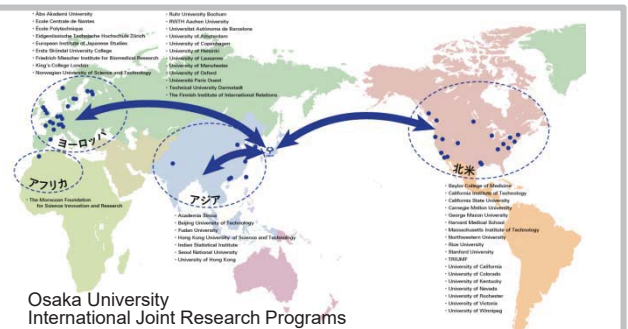 · Åbo Akademi University
· Ecole Centrale de Nantes
· École Polytechnique
· Eidgenössische Technische Hochschule Zürich
· European Institute of Japanese Studies
· Ersta Sköndal University College
· Friedrich Miescher Institute for Biomedical Research
· King's College London
· Norwegian University of Science and Technology
· Ruhr University Bochum
· RWTH Aachen University
· Universitat Autònoma de Barcelona
· University of Amsterdam
· University of Copenhagen
· University of Helsinki
· University of Lausanne
· University of Manchester
· University of Oxford
· Université Paris Ouest
· Technical University Darmstadt
· The Finnish Institute of International Relations
ヨーロッパ
アフリカ
· The Moroccan Foundation
for Science Innovation and Research
アジア
· Academia Sinica
· Beijing University of Technology
· Fudan University
· Hong Kong University of Science and Technology
· Indian Statistical Institute
· Seoul National University
· University of Hong Kong
北米
· Baylor College of Medicine
· California Institute of Technology
· California State University
· Carnegie Mellon University
· George Mason University
· Harvard Medical School
· Massachusetts Institute of Technology
· Northwestern University
· Rice University
· Stanford University
· TRIUMF
· University of California
· University of Colorado
· University of Kentucky
· University of Nevada
· University of Rochester
· University of Victoria
· University of Winnipeg
Osaka University
International Joint Research Programs